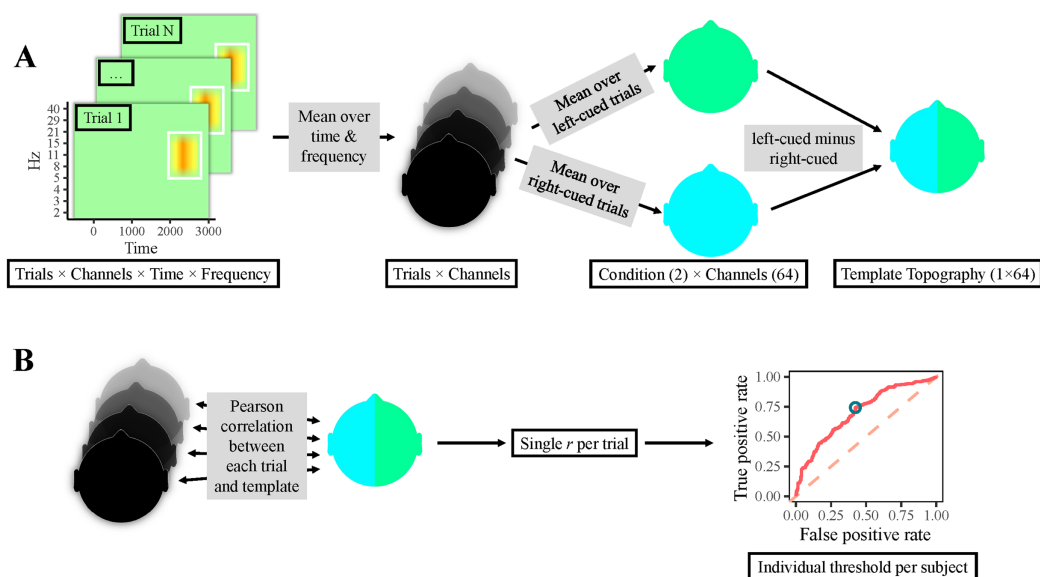 A
Trial N
...
Trial 1
40
29
21
15
11
8
5
4
3
2
Hz
0 1000 2000 3000
Time
Trials × Channels × Time × Frequency
Mean over
time &
frequency
Trials × Channels
Mean over
left-cued trials
Mean over
right-cued trials
Condition (2) × Channels (64)
left-cued minus
right-cued
Template Topography (1×64)
B
Pearson
correlation
between
each trial
and template
Single r per trial
True positive rate
1.00
0.75
0.50
0.25
0.00
0.00 0.25 0.50 0.75 1.00
False positive rate
Individual threshold per subject